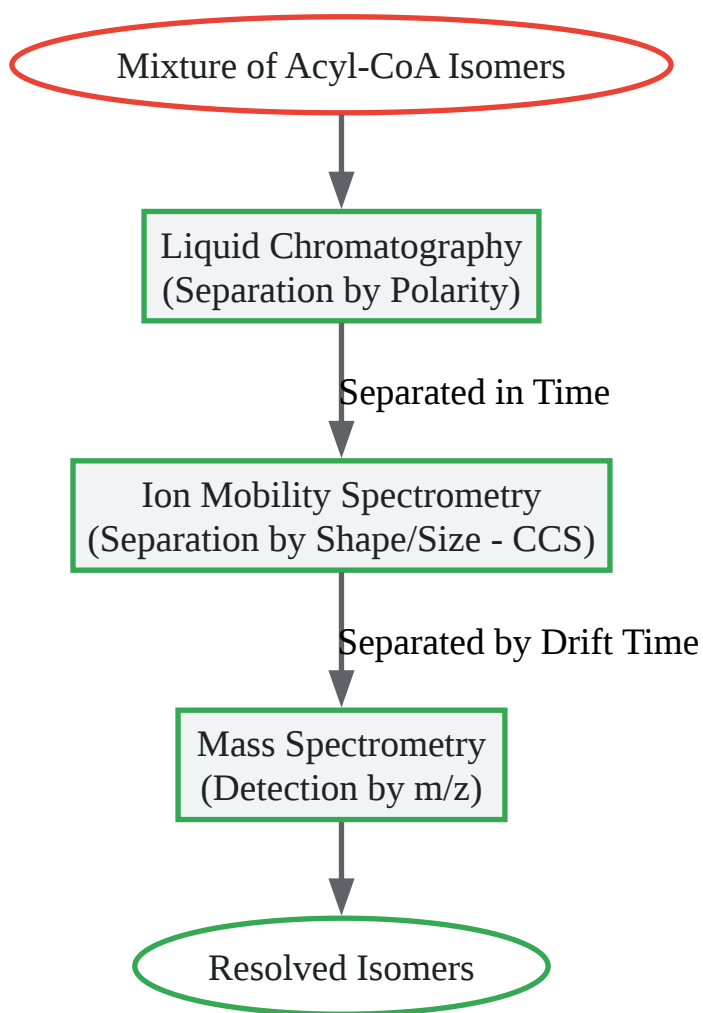 Mixture of Acyl-CoA Isomers
Liquid Chromatography
(Separation by Polarity)
Separated in Time
Ion Mobility Spectrometry
(Separation by Shape/Size - CCS)
Separated by Drift Time
Mass Spectrometry
(Detection by m/z)
Resolved Isomers